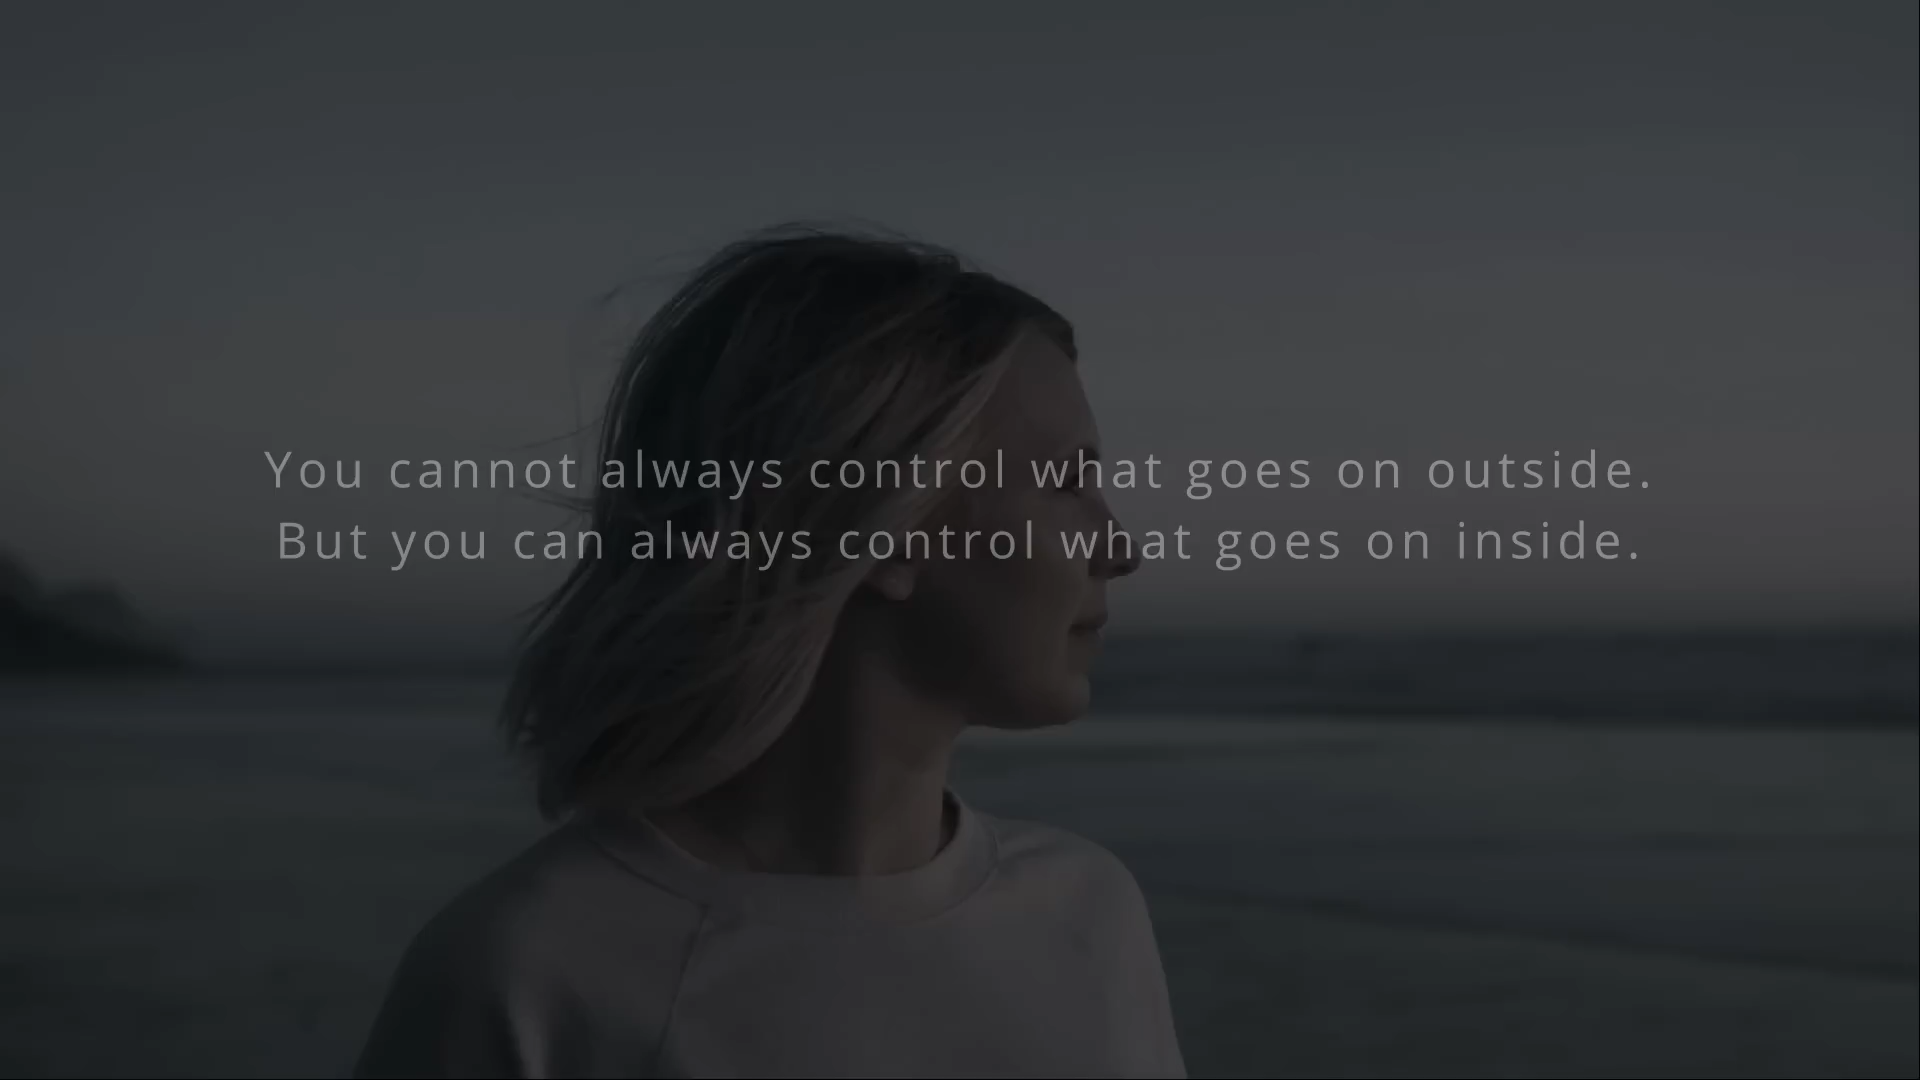 You cannot always control what goes on outside.
But you can always control what goes on inside.